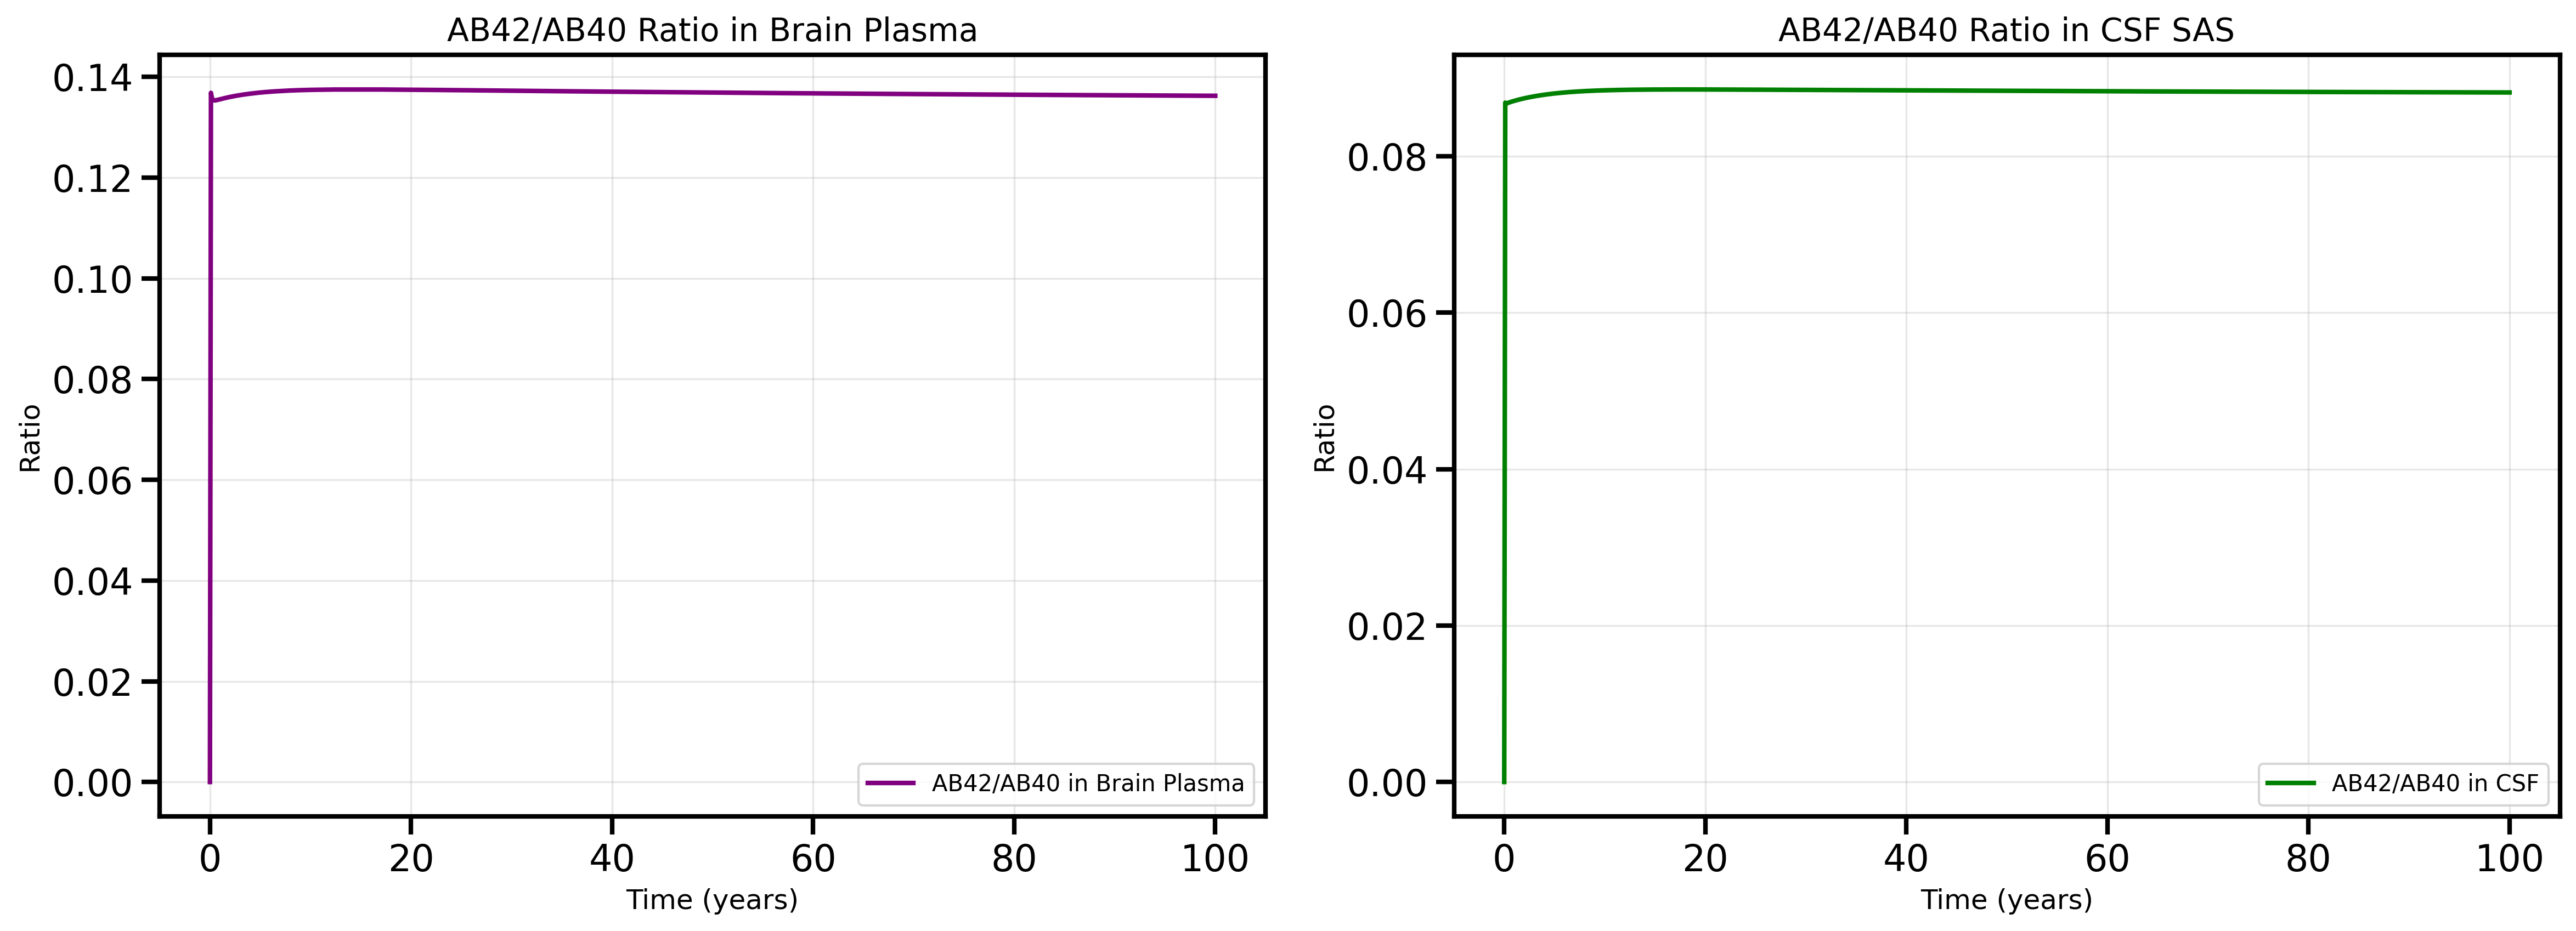 AB42/AB40 Ratio in Brain Plasma
Ratio
0.14
0.12
0.10
0.08
0.06
0.04
0.02
0.00
0 20 40 60 80 100
Time (years)
AB42/AB40 in Brain Plasma
AB42/AB40 Ratio in CSF SAS
Ratio
0.08
0.06
0.04
0.02
0.00
0 20 40 60 80 100
Time (years)
AB42/AB40 in CSF